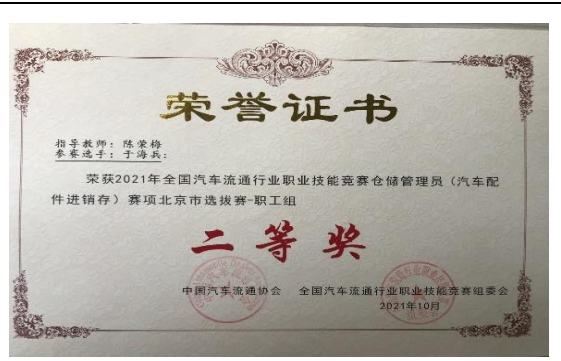 荣誉证书
指导教师：陈荣梅
参赛选手：于海兵：
荣获2021年全国汽车流通行业职业技能竞赛仓储管理员（汽车配
件进销存）赛项北京市选拔赛-职工组
二等奖
中国汽车流通协会 全国汽车流通行业职业技能竞赛组委会
2021年10月